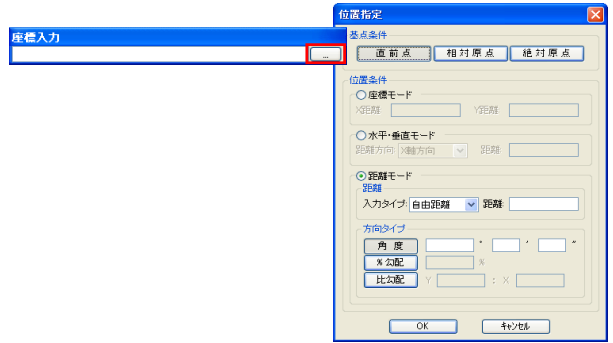 座標入力
...
位置指定
基点条件
直前点 相対原点 絶対原点
位置条件
座標モード
X距離 Y距離
水平・垂直モード
距離方向: X軸方向 距離
距離モード
距離
入力タイプ: 自由距離 距離
方向タイプ
角度 ° ′ ″
%勾配 %
比勾配 Y : X
OK キャンセル